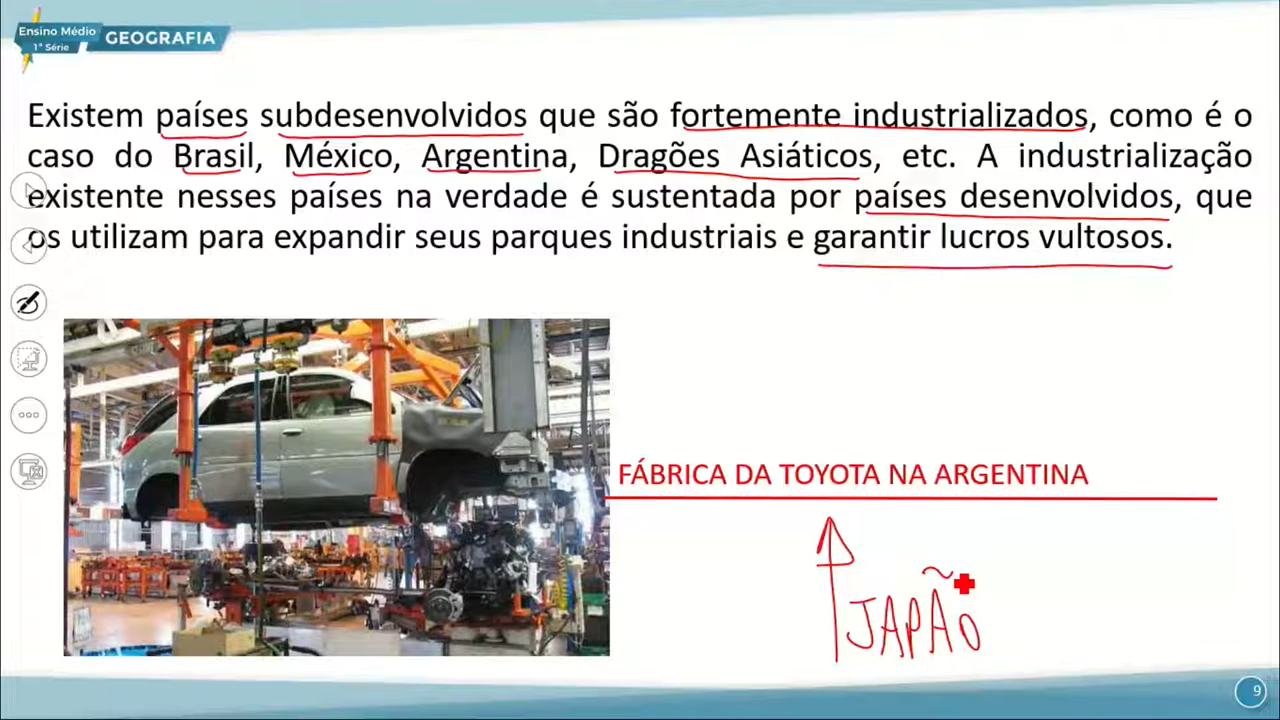 Ensino Médio
1ª Série
GEOGRAFIA
Existem países subdesenvolvidos que são fortemente industrializados, como é o
caso do Brasil, México, Argentina, Dragões Asiáticos, etc. A industrialização
existente nesses países na verdade é sustentada por países desenvolvidos, que
os utilizam para expandir seus parques industriais e garantir lucros vultosos.
FÁBRICA DA TOYOTA NA ARGENTINA
JAPÃO
9